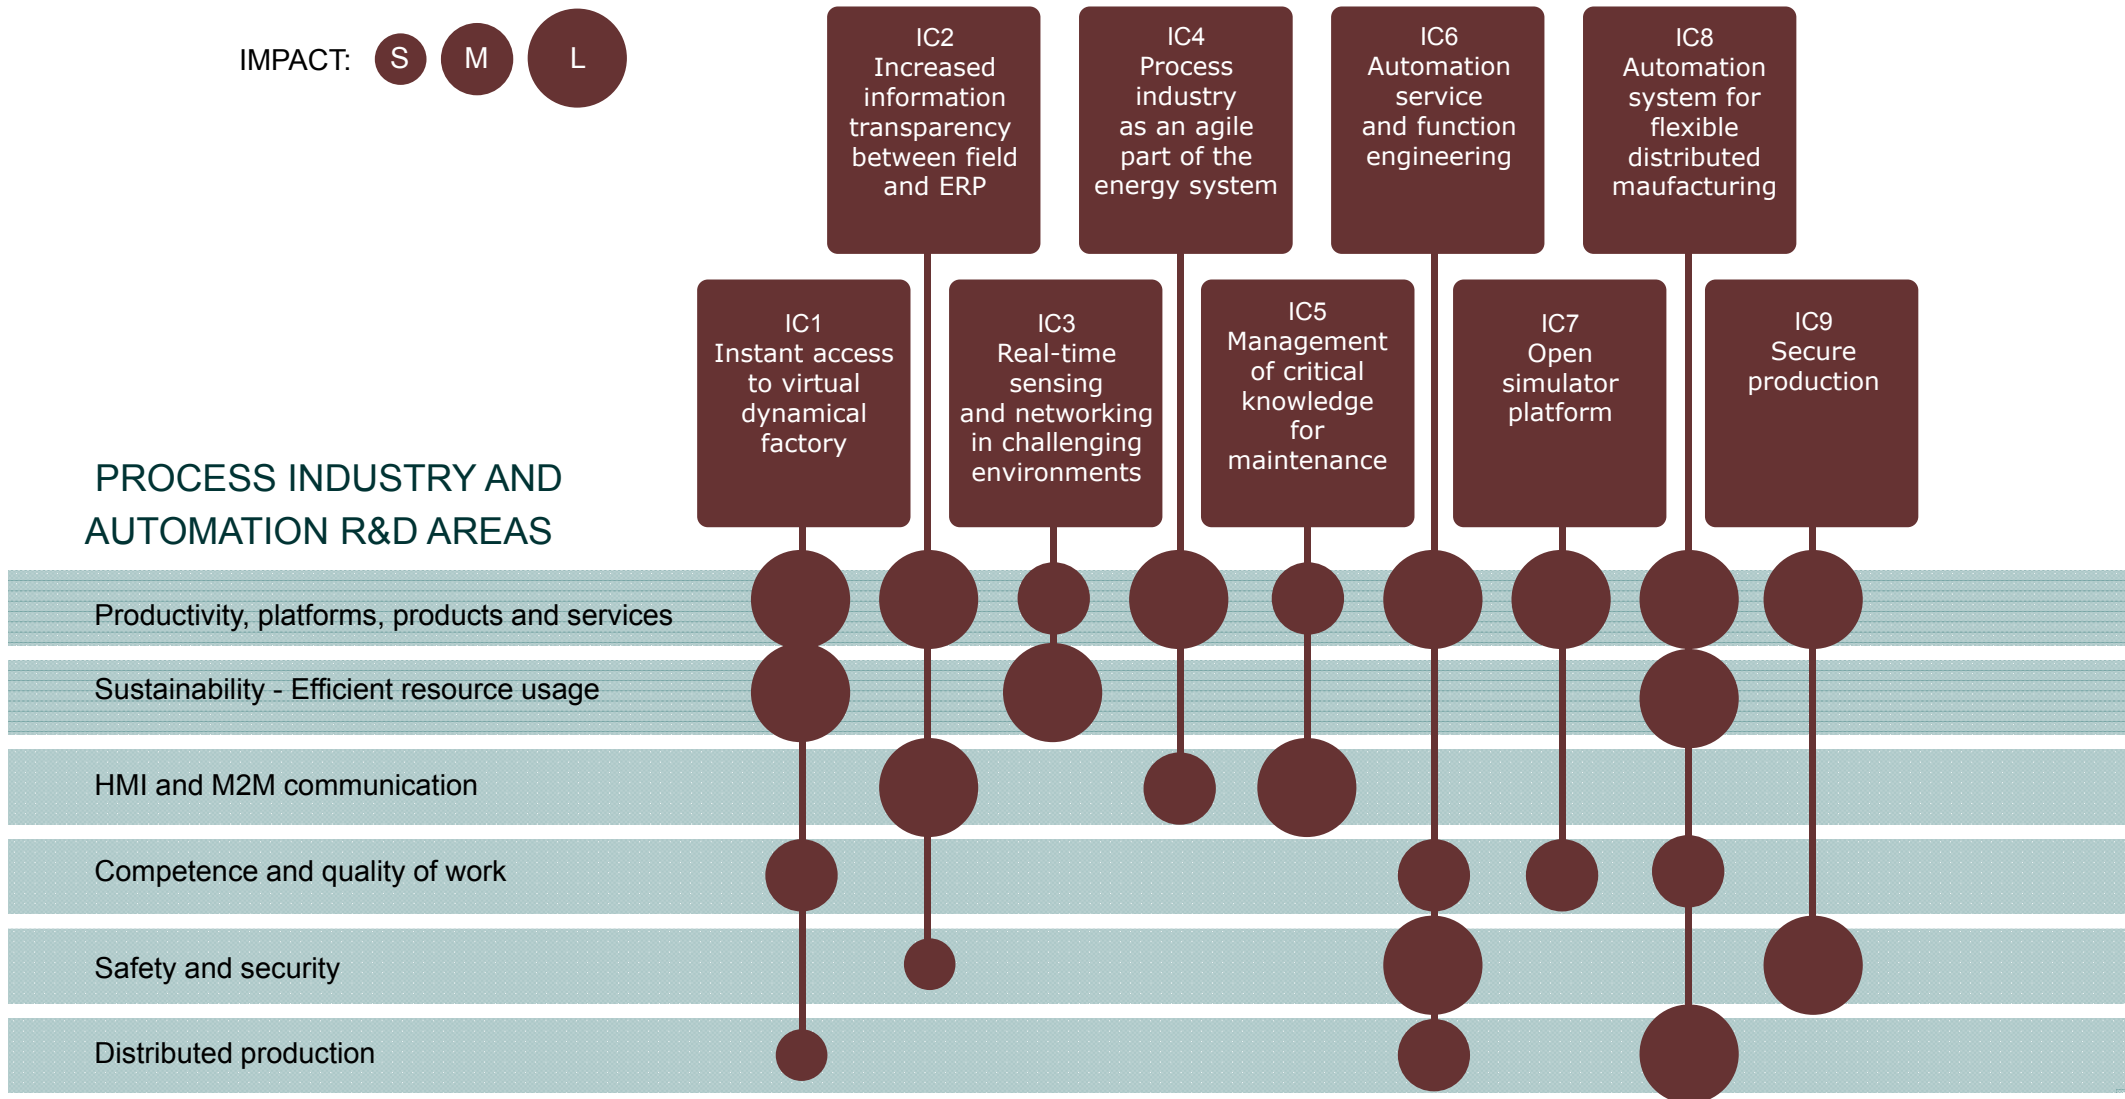 IMPACT: S M L
IC2
Increased
information
transparency
between field
and ERP
IC4
Process
industry
as an agile
part of the
energy system
IC6
Automation
service
and function
engineering
IC8
Automation
system for
flexible
distributed
maufacturing
IC1
Instant access
to virtual
dynamical
factory
IC3
Real-time
sensing
and networking
in challenging
environments
IC5
Management
of critical
knowledge
for
maintenance
IC7
Open
simulator
platform
IC9
Secure
production
PROCESS INDUSTRY AND
AUTOMATION R&D AREAS
Productivity, platforms, products and services
Sustainability - Efficient resource usage
HMI and M2M communication
Competence and quality of work
Safety and security
Distributed production